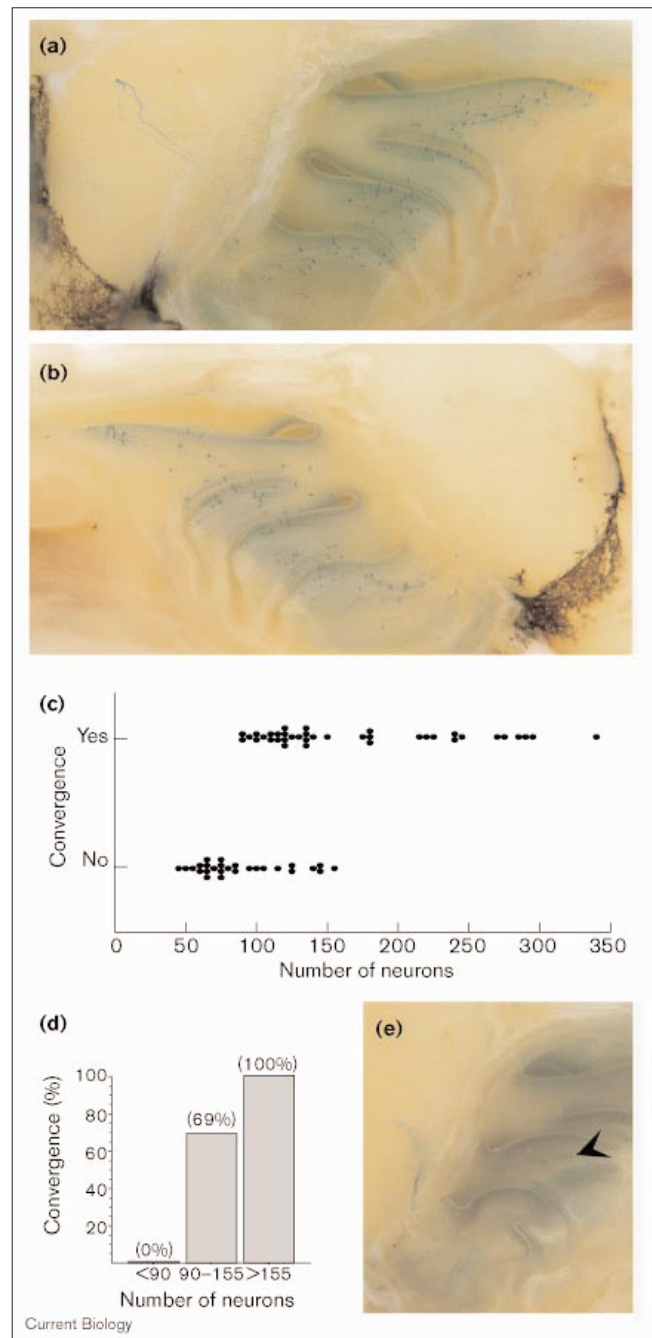 (a)
(b)
(c)
Convergence
Yes
No
0 50 100 150 200 250 300 350
Number of neurons
(d)
Convergence (%)
100
80
60
40
20
(0%)
(69%)
(100%)
<90 90–155 >155
Number of neurons
(e)
Current Biology